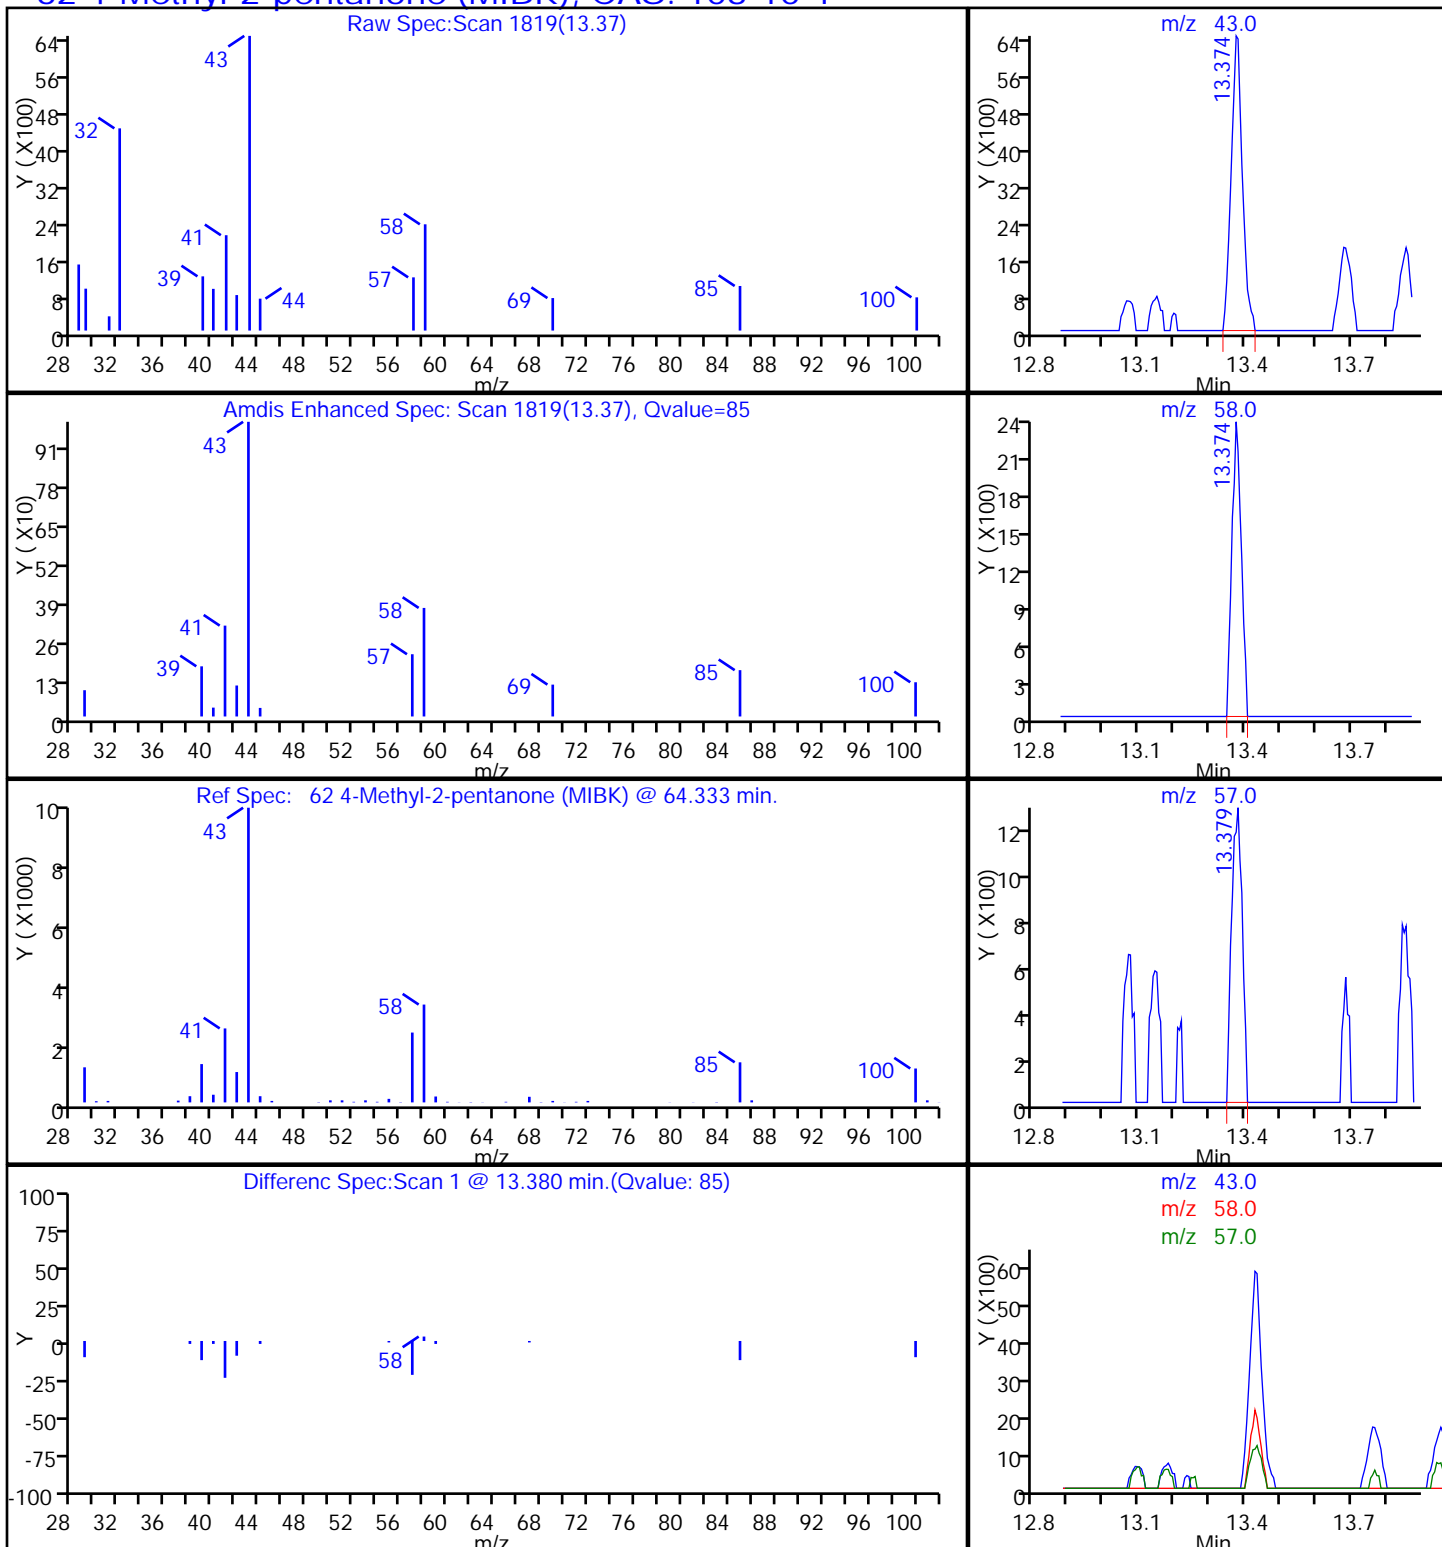 62 4-Methyl-2-pentanone (MIBK), CAS: 108-10-1
Raw Spec:Scan 1819(13.37)
Y ( X100)
64
56
48
40
32
24
16
8
0
43
32
41
39
44
58
57
69
85
100
28 32 36 40 44 48 52 56 60 64 68 72 76 80 84 88 92 96 100
m/z
m/z 43.0
Y ( X100)
64
56
48
40
32
24
16
8
0
13.374
12.8 13.1 13.4 13.7
Min
Amdis Enhanced Spec: Scan 1819(13.37), Qvalue=85
Y ( X10)
91
78
65
52
39
26
13
0
43
41
39
58
57
69
85
100
28 32 36 40 44 48 52 56 60 64 68 72 76 80 84 88 92 96 100
m/z
m/z 58.0
Y ( X100)
24
21
18
15
12
9
6
3
0
13.374
12.8 13.1 13.4 13.7
Min
Ref Spec: 62 4-Methyl-2-pentanone (MIBK) @ 64.333 min.
Y ( X1000)
10
8
6
4
2
0
43
41
58
85
100
28 32 36 40 44 48 52 56 60 64 68 72 76 80 84 88 92 96 100
m/z
m/z 57.0
Y ( X100)
12
10
8
6
4
2
0
13.379
12.8 13.1 13.4 13.7
Min
Differenc Spec:Scan 1 @ 13.380 min.(Qvalue: 85)
Y
100
75
50
25
0
-25
-50
-75
-100
58
28 32 36 40 44 48 52 56 60 64 68 72 76 80 84 88 92 96 100
m/z
m/z 43.0
m/z 58.0
m/z 57.0
Y ( X100)
60
50
40
30
20
10
0
12.8 13.1 13.4 13.7
Min